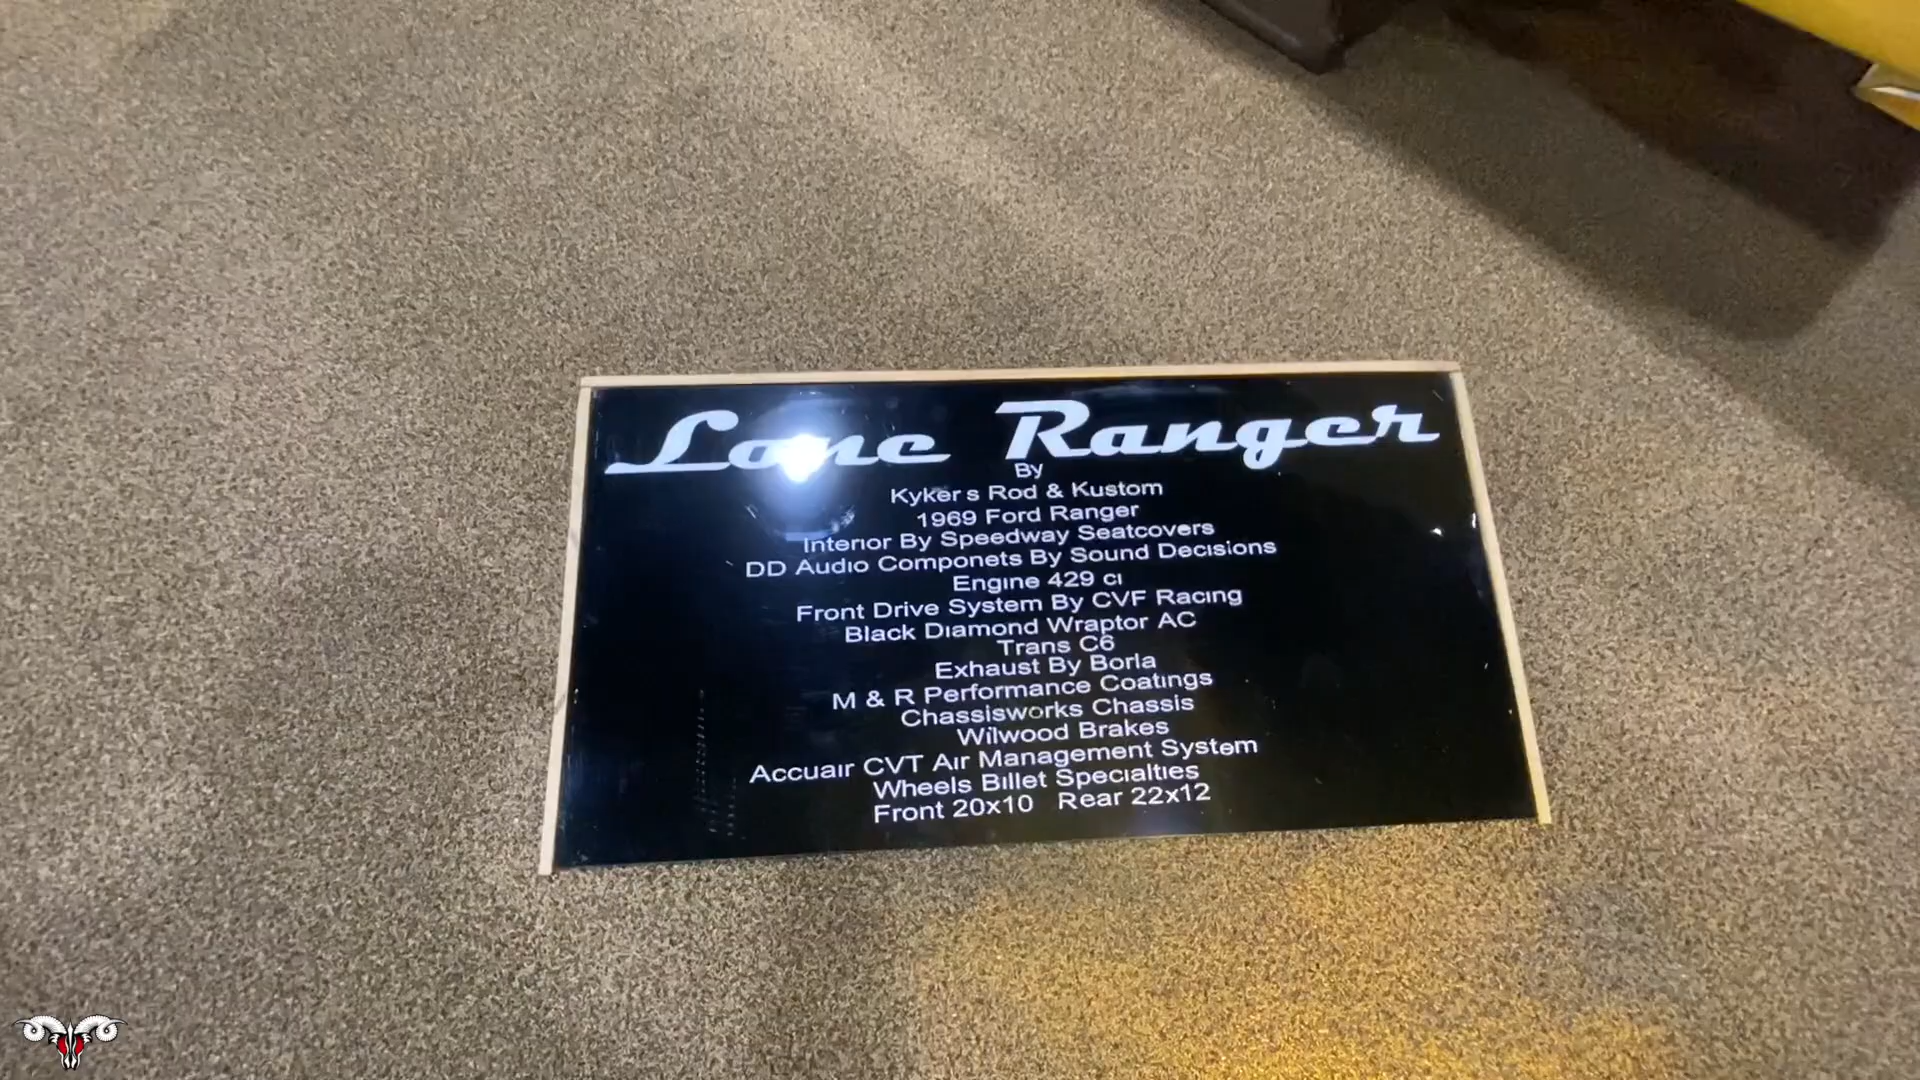 Lone Ranger
By
Kyker s Rod & Kustom
1969 Ford Ranger
Interior By Speedway Seatcovers
DD Audio Componets By Sound Decisions
Engine 429 ci
Front Drive System By CVF Racing
Black Diamond Wraptor AC
Trans C6
Exhaust By Borla
M & R Performance Coatings
Chassisworks Chassis
Wilwood Brakes
Accuair CVT Air Management System
Wheels Billet Specialties
Front 20x10 Rear 22x12